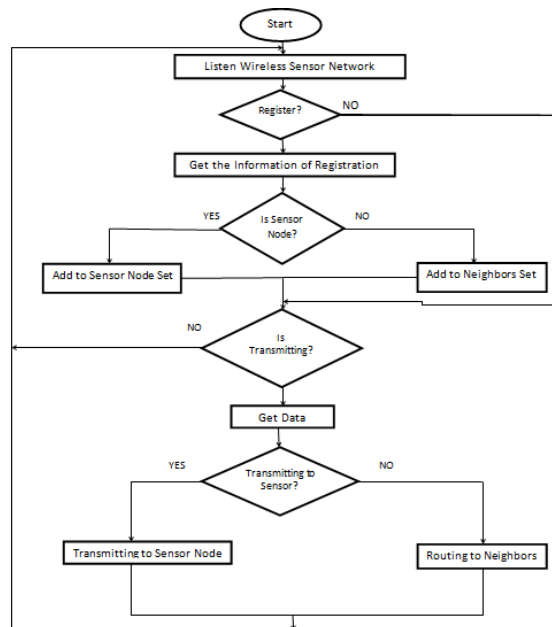 Start
Listen Wireless Sensor Network
Register?
NO
Get the Information of Registration
YES
Is Sensor
Node?
NO
Add to Sensor Node Set
Add to Neighbors Set
NO
Is
Transmitting?
Get Data
YES
Transmitting to
Sensor?
NO
Transmitting to Sensor Node
Routing to Neighbors